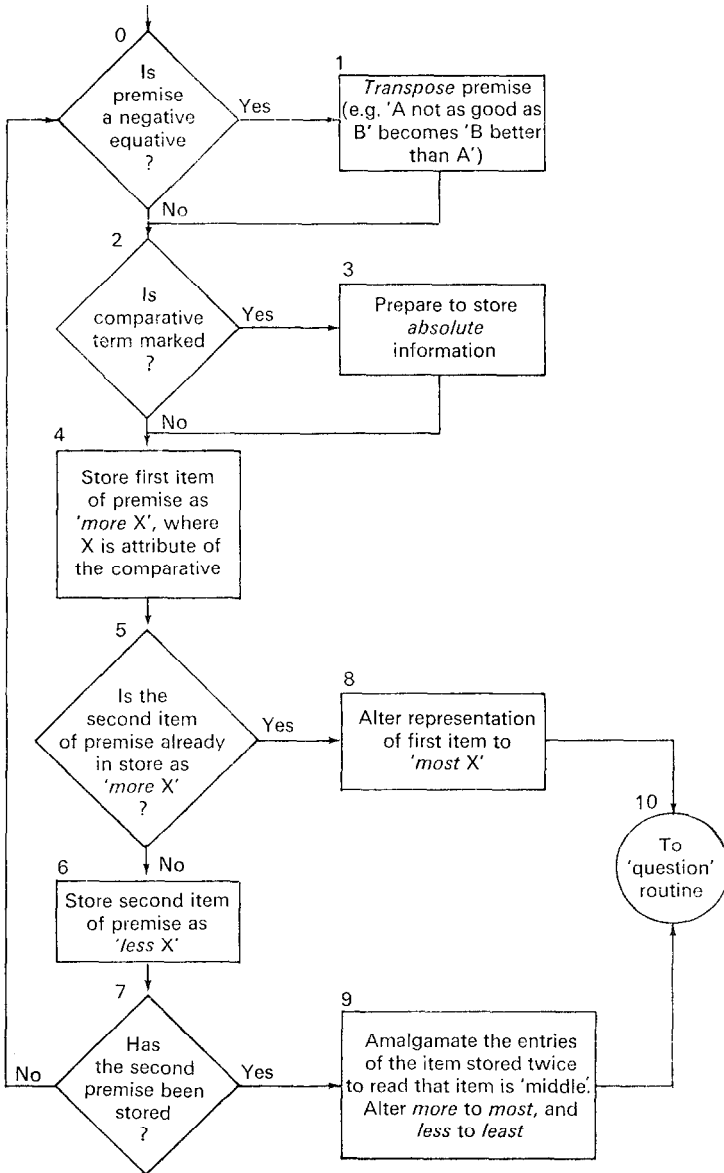 0
Is
premise
a negative
equative
?
Yes
No
1
Transpose premise
(e.g. 'A not as good as
B' becomes 'B better
than A')
2
Is
comparative
term marked
?
Yes
No
3
Prepare to store
absolute
information
4
Store first item
of premise as
'more X', where
X is attribute of
the comparative
5
Is the
second item
of premise already
in store as
'more X'
?
Yes
No
8
Alter representation
of first item to
'most X'
10
To
'question'
routine
6
Store second item
of premise as
'less X'
7
Has
the second
premise been
stored
?
No
Yes
9
Amalgamate the entries
of the item stored twice
to read that item is 'middle'.
Alter more to most, and
less to least